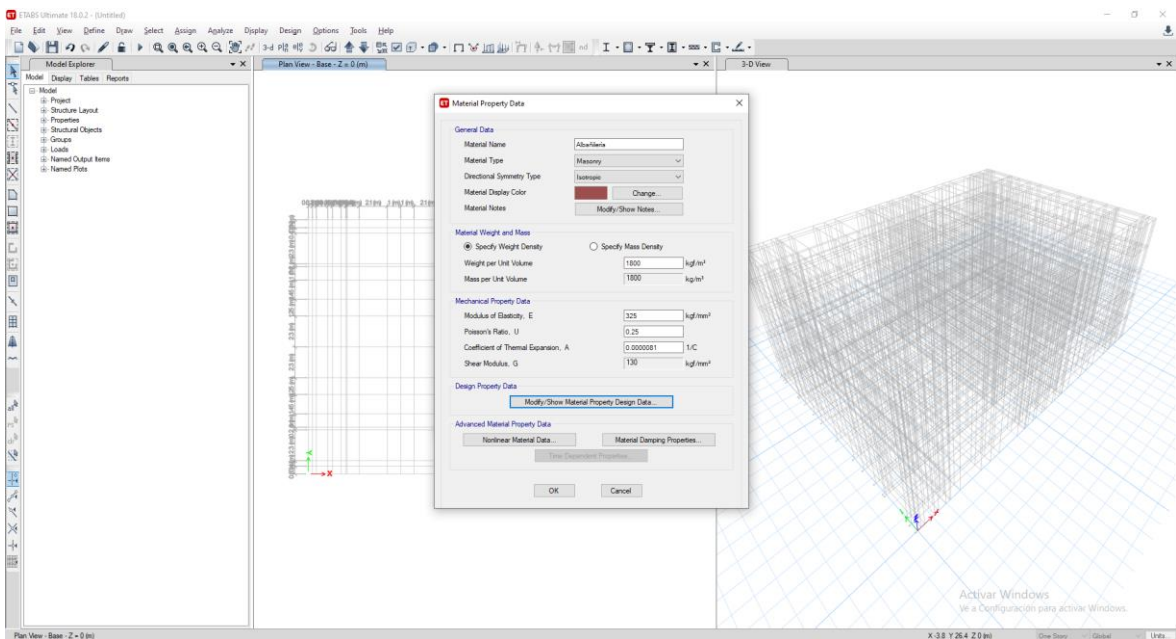 ETABS Ultimate 18.0.2 - (Untitled)
File Edit View Define Draw Select Assign Analyze Display Design Options Tools Help
Model Explorer
Plan View - Base - Z = 0 (m)
3-D View
Model Display Tables Reports
Model
Project
Structure Layout
Properties
Structural Objects
Groups
Loads
Named Output Items
Named Plots
Material Property Data
General Data
Material Name Albañilería
Material Type Masonry
Directional Symmetry Type Isotropic
Material Display Color Change...
Material Notes Modify/Show Notes...
Material Weight and Mass
Specify Weight Density Specify Mass Density
Weight per Unit Volume 1800 kgf/m³
Mass per Unit Volume 1800 kg/m³
Mechanical Property Data
Modulus of Elasticity, E 325 kgf/mm²
Poisson's Ratio, U 0.25
Coefficient of Thermal Expansion, A 0.0000081 1/C
Shear Modulus, G 130 kgf/mm²
Design Property Data
Modify/Show Material Property Design Data...
Advanced Material Property Data
Nonlinear Material Data... Material Damping Properties...
Time Dependent Properties...
OK Cancel
X
Activar Windows
Ve a Configuración para activar Windows.
Plan View - Base - Z = 0 (m)
X -3.8 Y 26.4 Z 0 (m) One Story Global Units